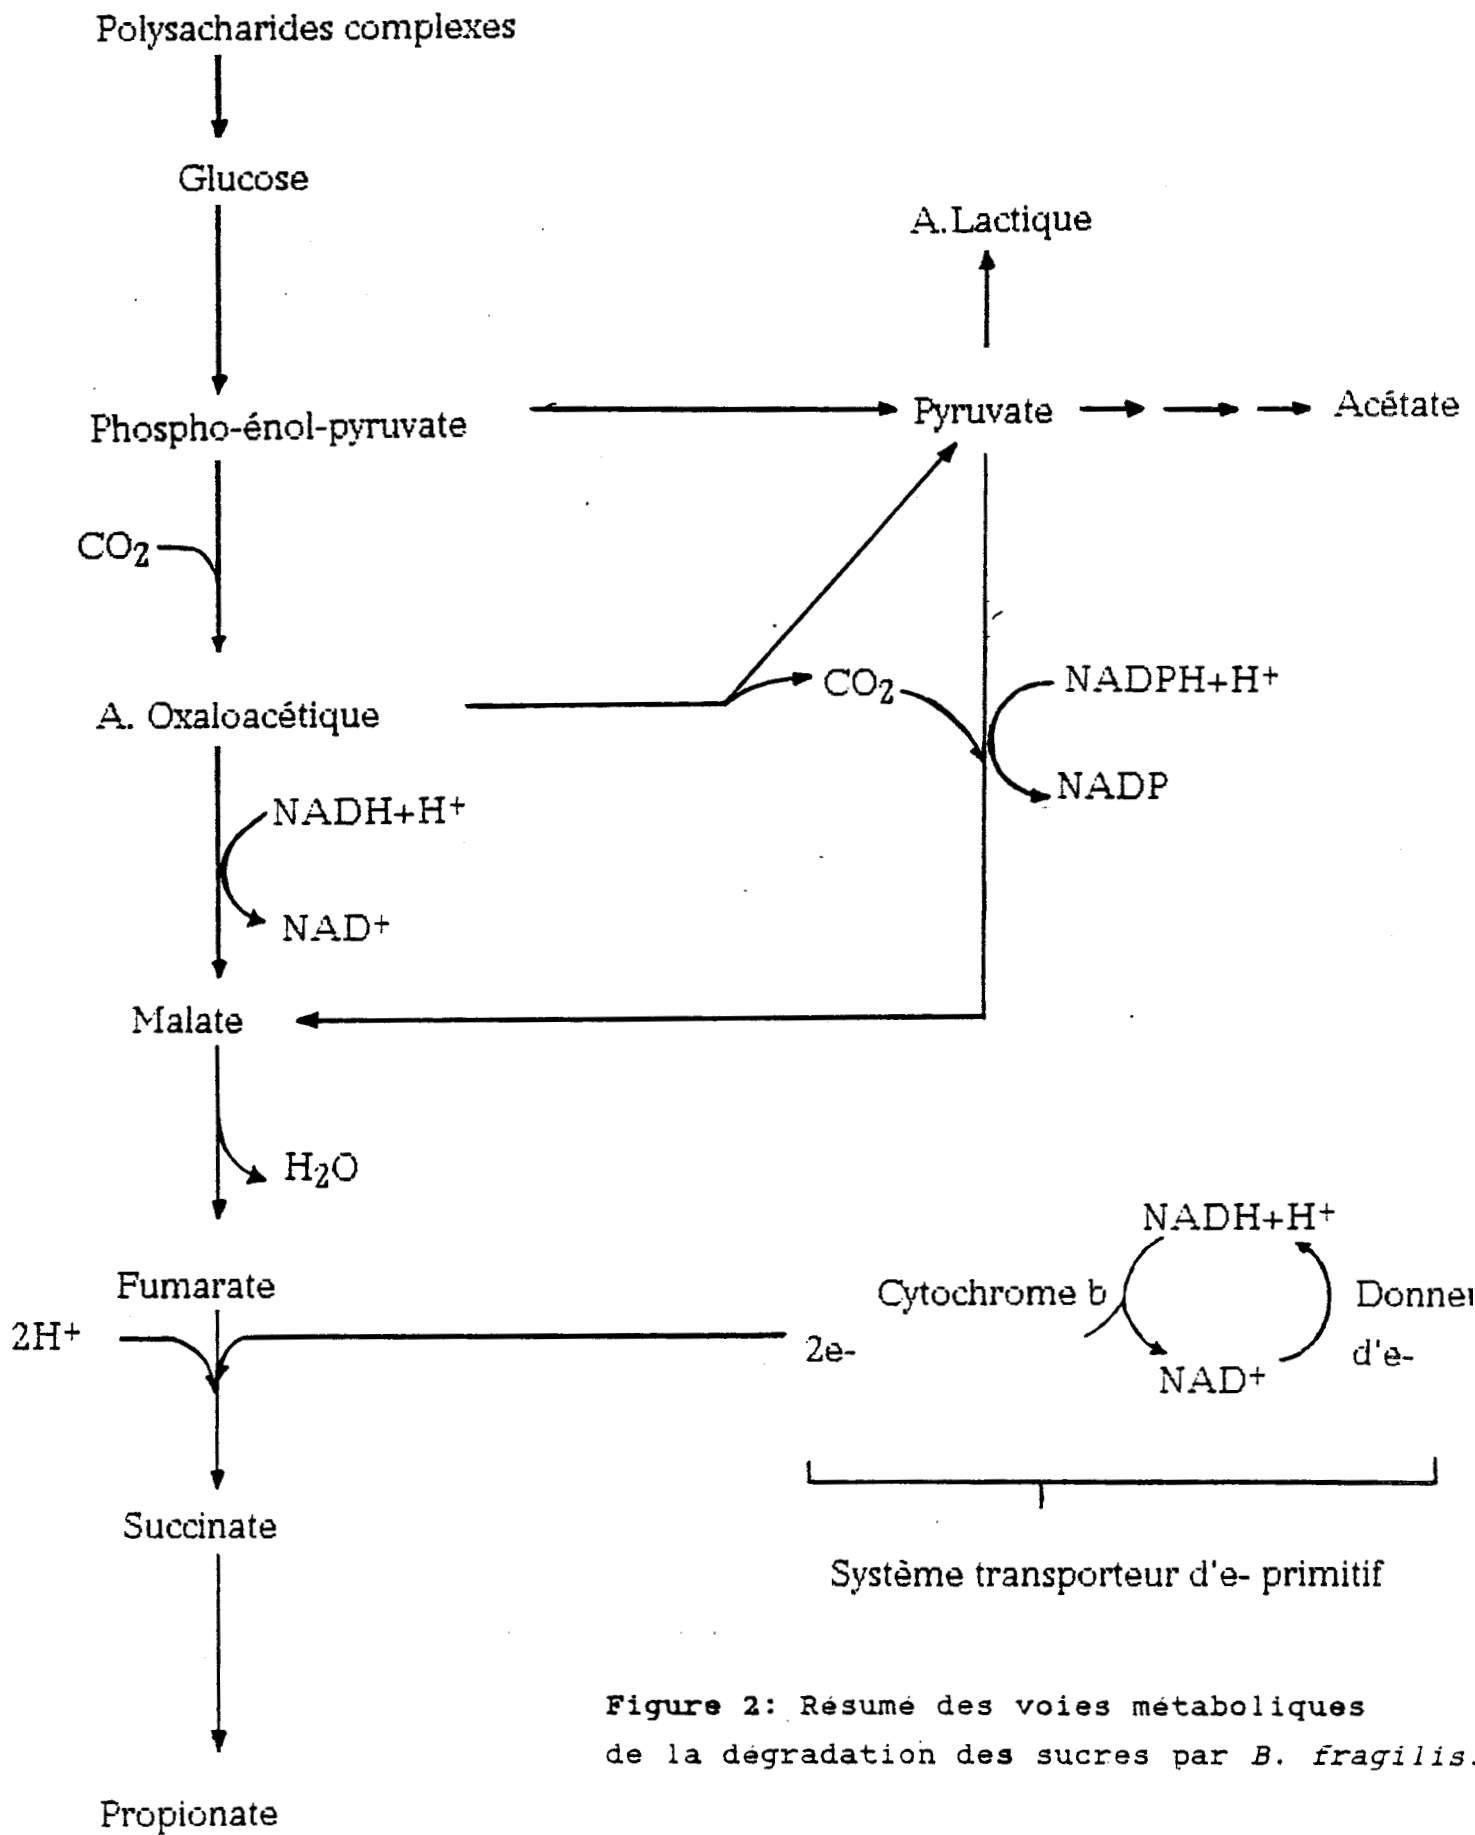 Polysacharides complexes
Glucose
A. Lactique
Phospho-énol-pyruvate
Pyruvate
Acétate
CO2
A. Oxaloacétique
CO2
NADPH+H+
NADP
NADH+H+
NAD+
Malate
H2O
Fumarate
2H+
2e-
Cytochrome b
NADH+H+
NAD+
Donneu
d'e-
Succinate
Système transporteur d'e- primitif
Figure 2: Résumé des voies métaboliques
de la dégradation des sucres par B. fragilis.
Propionate